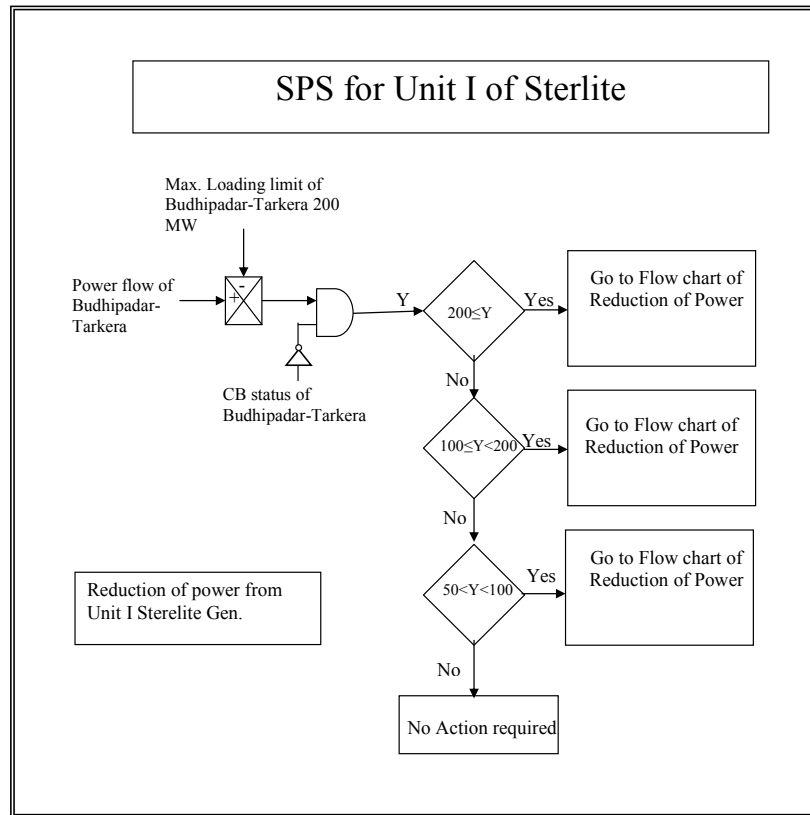 SPS for Unit I of Sterlite
Max. Loading limit of
Budhipadar-Tarkera 200
MW
-
+
Power flow of
Budhipadar-
Tarkera
CB status of
Budhipadar-Tarkera
Y
200≤Y
Yes
Go to Flow chart of
Reduction of Power
No
100≤Y<200
Yes
Go to Flow chart of
Reduction of Power
No
50<Y<100
Yes
Go to Flow chart of
Reduction of Power
No
No Action required
Reduction of power from
Unit I Sterelite Gen.